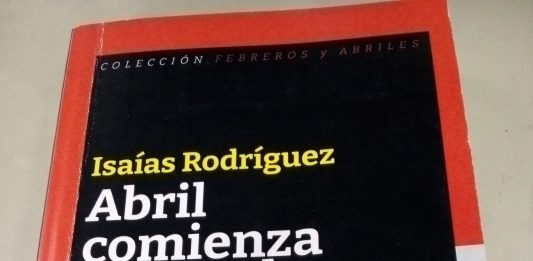 COLECCIÓN FEBREROS y ABRILES
Isaías Rodríguez
Abril
comienza